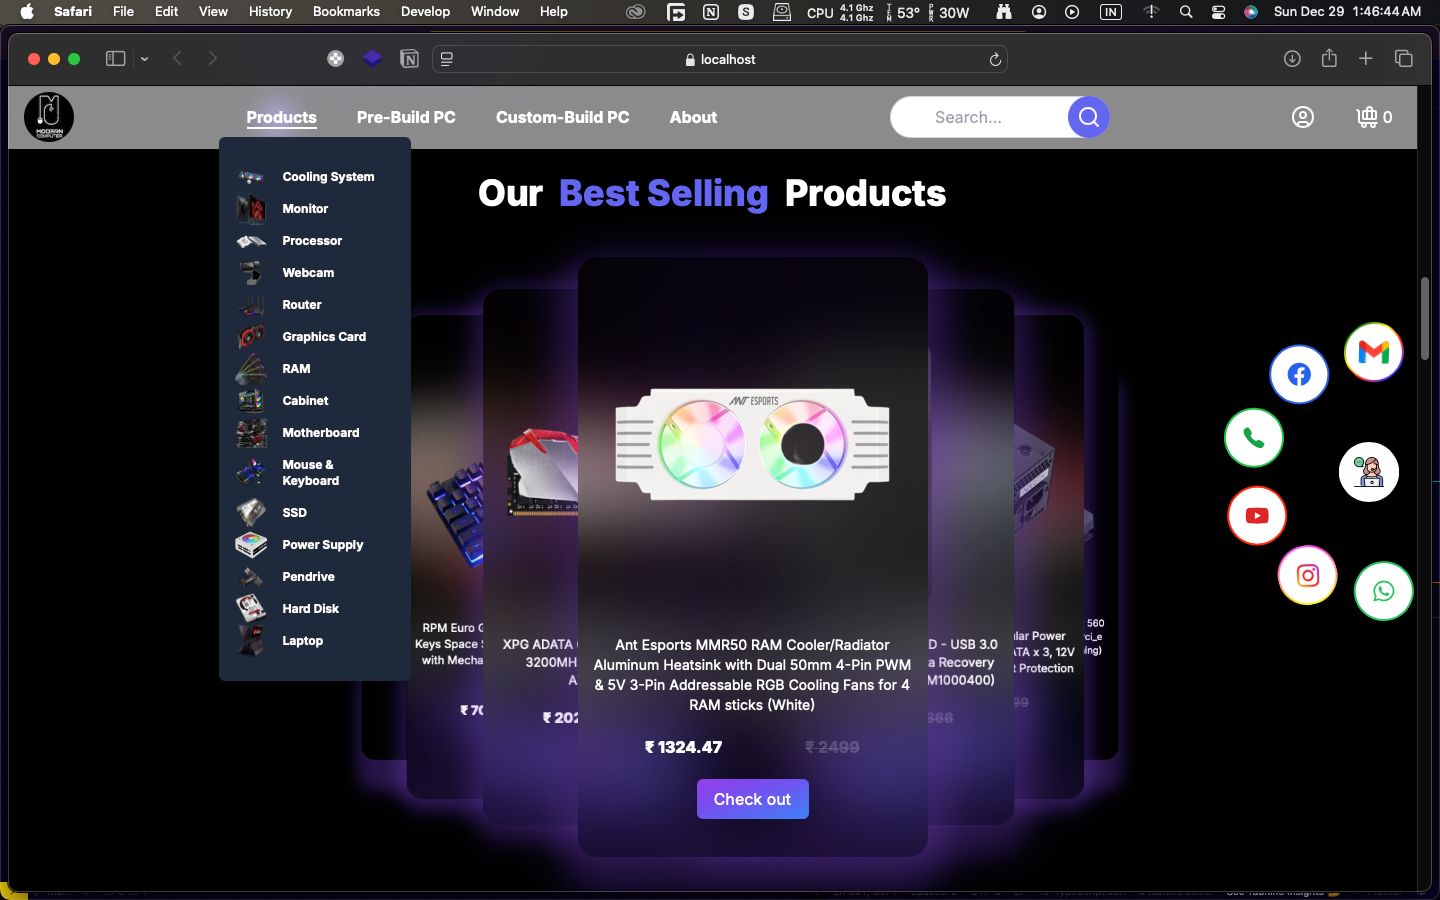 Safari File Edit View History Bookmarks Develop Window Help
CPU 4.1 Ghz 4.1 Ghz 53° 30W IN Sun Dec 29 1:46:44 AM
localhost
MODERN
COMPUTER
Products Pre-Build PC Custom-Build PC About Search... 0
Cooling System
Monitor
Processor
Webcam
Router
Graphics Card
RAM
Cabinet
Motherboard
Mouse &
Keyboard
SSD
Power Supply
Pendrive
Hard Disk
Laptop
Our Best Selling Products
RPM Euro G
Keys Space S
with Mecha
₹ 70
XPG ADATA
3200MH
₹ 202
ANT ESPORTS
Ant Esports MMR50 RAM Cooler/Radiator
Aluminum Heatsink with Dual 50mm 4-Pin PWM
& 5V 3-Pin Addressable RGB Cooling Fans for 4
RAM sticks (White)
₹ 1324.47 ₹ 2499
Check out
D - USB 3.0
a Recovery
M1000400)
366
lar Power
ATA x 3, 12V
t Protection
99
560
rci_e
ing)